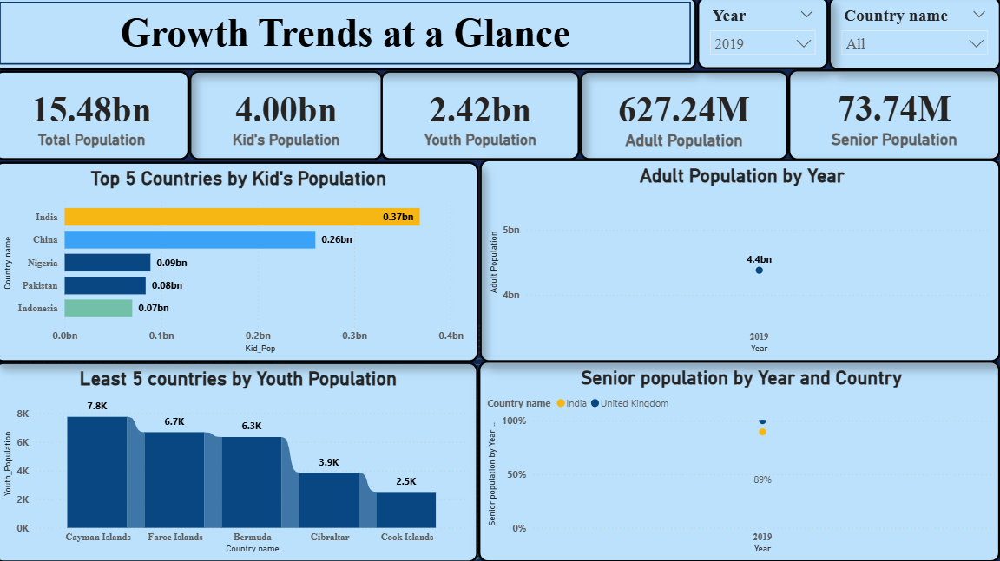 Growth Trends at a Glance
Year
2019
Country name
All
15.48bn
Total Population
4.00bn
Kid's Population
2.42bn
Youth Population
627.24M
Adult Population
73.74M
Senior Population
Top 5 Countries by Kid's Population
Country name
India
0.37bn
China
0.26bn
Nigeria
0.09bn
Pakistan
0.08bn
Indonesia
0.07bn
0.0bn 0.1bn 0.2bn 0.3bn 0.4bn
Kid_Pop
Adult Population by Year
Adult Population
5bn
4bn
4.4bn
2019
Year
Least 5 countries by Youth Population
Youth_Population
8K
6K
4K
2K
0K
7.8K
6.7K
6.3K
3.9K
2.5K
Cayman Islands Faroe Islands Bermuda Gibraltar Cook Islands
Country name
Senior population by Year and Country
Country name India United Kingdom
Senior population by Year ...
100%
50%
0%
89%
2019
Year